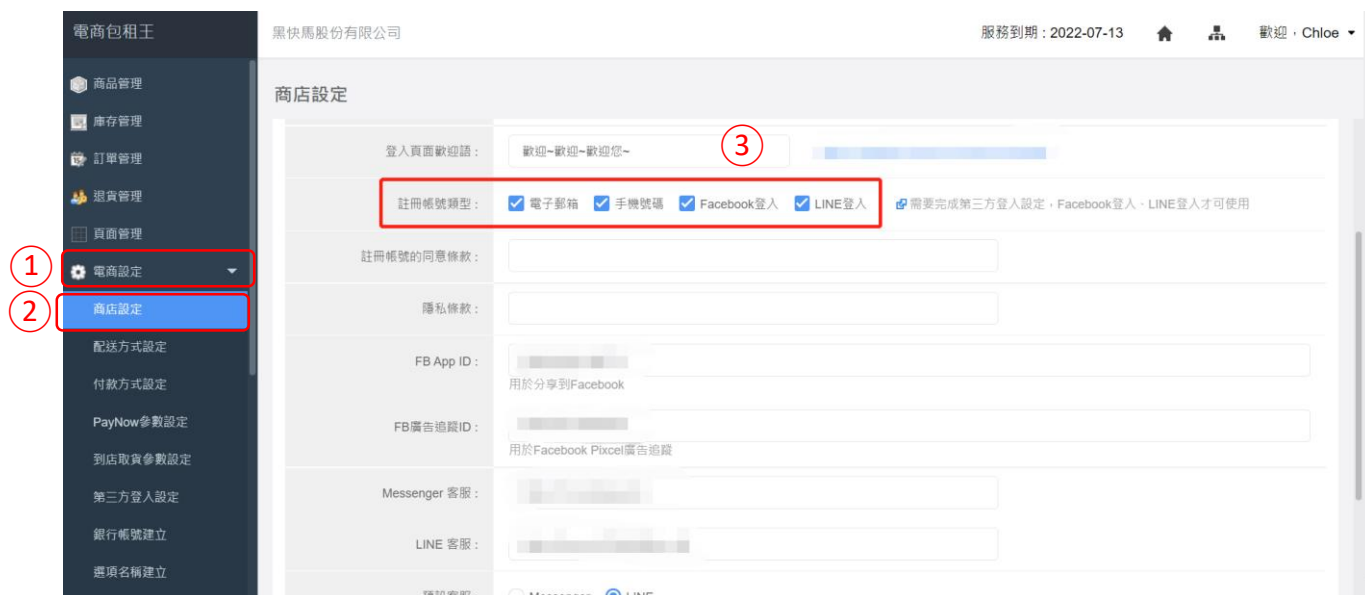 電商包租王
黑快馬股份有限公司
服務到期 : 2022-07-13
歡迎，Chloe
商品管理
庫存管理
訂單管理
退貨管理
頁面管理
① 電商設定
② 商店設定
配送方式設定
付款方式設定
PayNow參數設定
到店取貨參數設定
第三方登入設定
銀行帳號建立
選項名稱建立
商店設定
登入頁面歡迎語 : 歡迎~歡迎~歡迎您~ ③
註冊帳號類型 : 電子郵箱 手機號碼 Facebook登入 LINE登入 需要完成第三方登入設定，Facebook登入、LINE登入才可使用
註冊帳號的同意條款 :
隱私條款 :
FB App ID :
用於分享到Facebook
FB廣告追蹤ID :
用於Facebook Pixcel廣告追蹤
Messenger 客服 :
LINE 客服 :